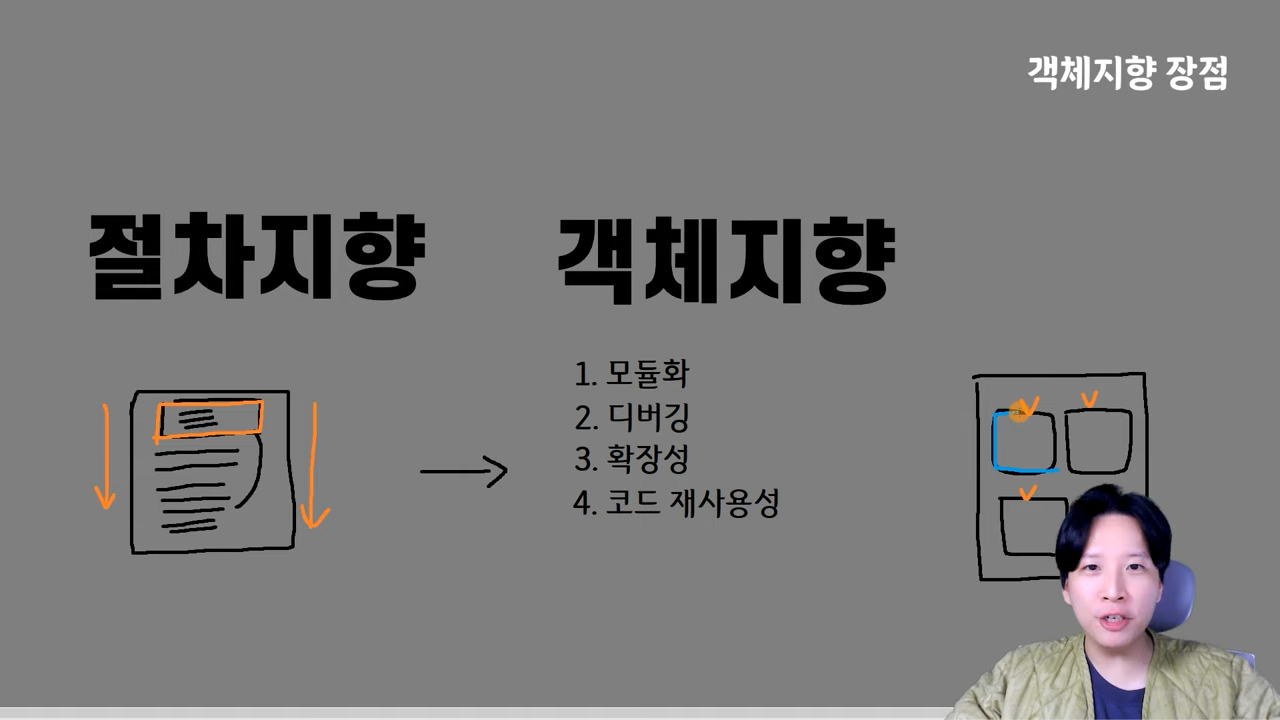 객체지향 장점
절차지향
객체지향
1. 모듈화
2. 디버깅
3. 확장성
4. 코드 재사용성